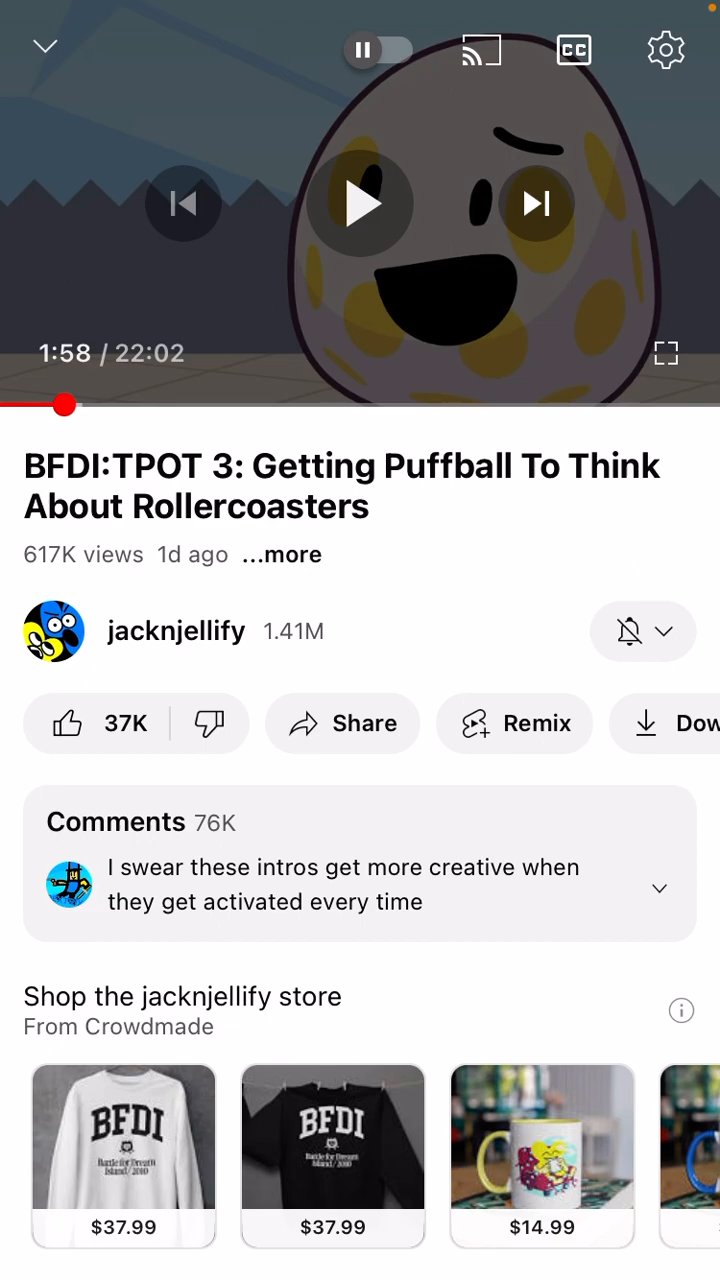 CC
1:58 / 22:02
BFDI:TPOT 3: Getting Puffball To Think
About Rollercoasters
617K views 1d ago ...more
jacknjellify 1.41M
37K Share Remix Dow
Comments 76K
I swear these intros get more creative when
they get activated every time
Shop the jacknjellify store
From Crowdmade
BFDI BFDI
Battle for Dream Battle for Dream
Island/2010 Island/2010
$37.99 $37.99 $14.99